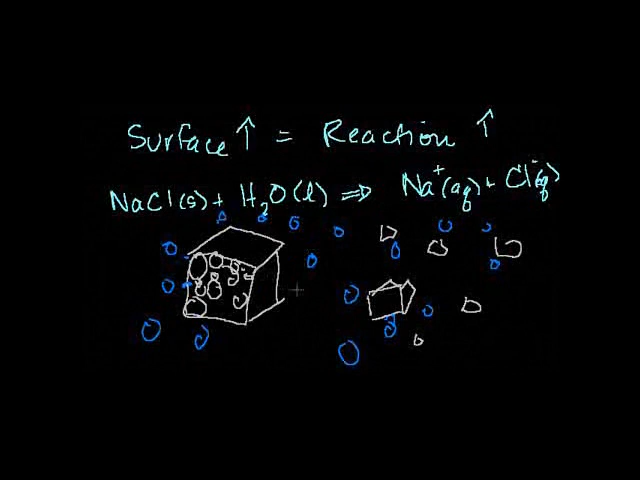 Surface ↑ = Reaction ↑
NaCl(s) + H₂O(l) ⇒ Na⁺(aq) + Cl⁻(aq)